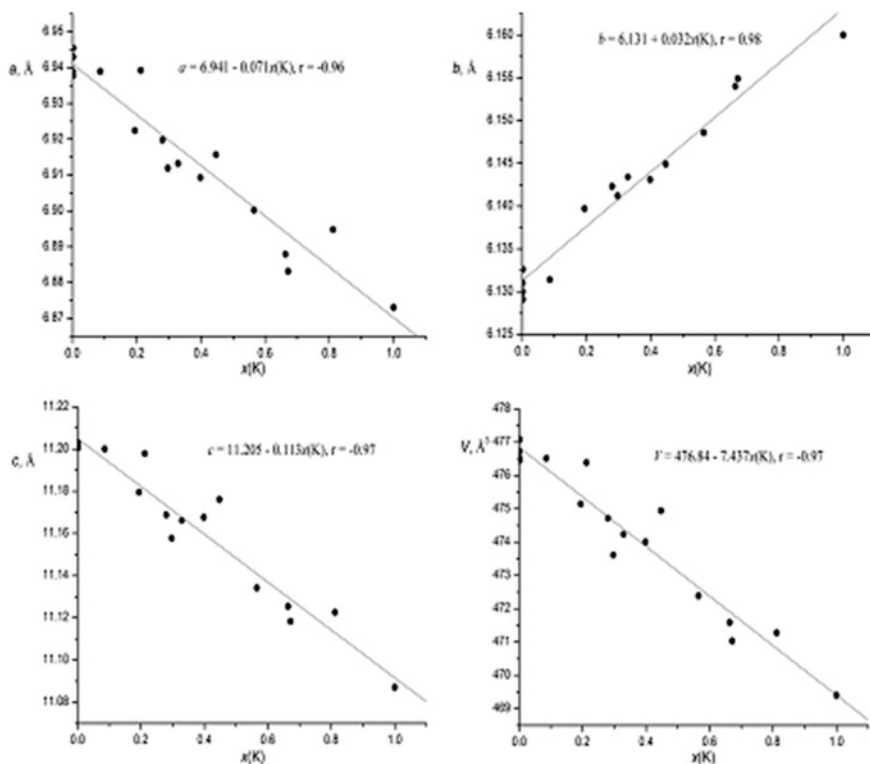 6.95
6.94
6.93
6.92
6.91
6.90
6.89
6.88
6.87
a, Å
a = 6.941 - 0.071x(K), r = -0.96
0.0 0.2 0.4 0.6 0.8 1.0
x(K)
6.160
6.155
6.150
6.145
6.140
6.135
6.130
6.125
b, Å
b = 6.131 + 0.032x(K), r = 0.98
0.0 0.2 0.4 0.6 0.8 1.0
x(K)
11.22
11.20
11.18
11.16
11.14
11.12
11.10
11.08
c, Å
c = 11.205 - 0.113x(K), r = -0.97
0.0 0.2 0.4 0.6 0.8 1.0
x(K)
478
477
476
475
474
473
472
471
470
469
V, Å³
V = 476.84 - 7.437x(K), r = -0.97
0.0 0.2 0.4 0.6 0.8 1.0
x(K)